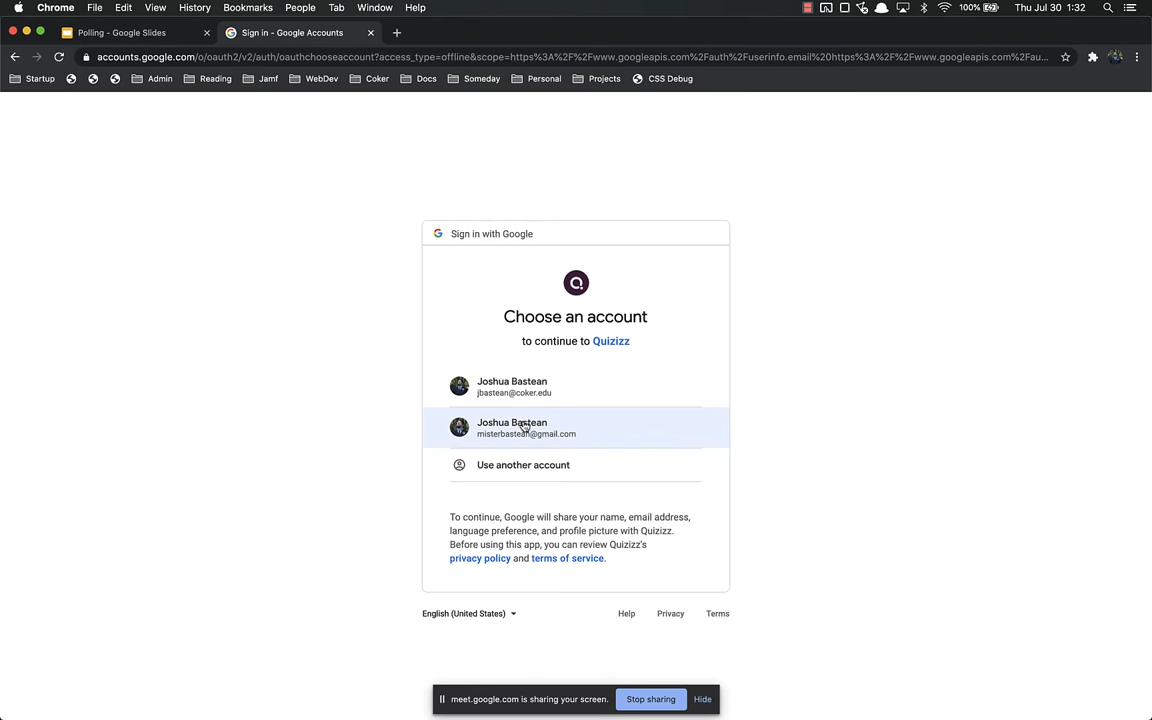 Chrome File Edit View History Bookmarks People Tab Window Help 100% Thu Jul 30 1:32
Polling - Google Slides Sign in - Google Accounts
accounts.google.com/o/oauth2/v2/auth/oauthchooseaccount?access_type=offline&scope=https%3A%2F%2Fwww.googleapis.com%2Fauth%2Fuserinfo.email%20https%3A%2F%2Fwww.googleapis.com%2Fau...
Startup Admin Reading Jamf WebDev Coker Docs Someday Personal Projects CSS Debug
Sign in with Google
Choose an account
to continue to Quizizz
Joshua Bastean
jbastean@coker.edu
Joshua Bastean
misterbastean@gmail.com
Use another account
To continue, Google will share your name, email address,
language preference, and profile picture with Quizizz.
Before using this app, you can review Quizizz's
privacy policy and terms of service.
English (United States) Help Privacy Terms
meet.google.com is sharing your screen. Stop sharing Hide